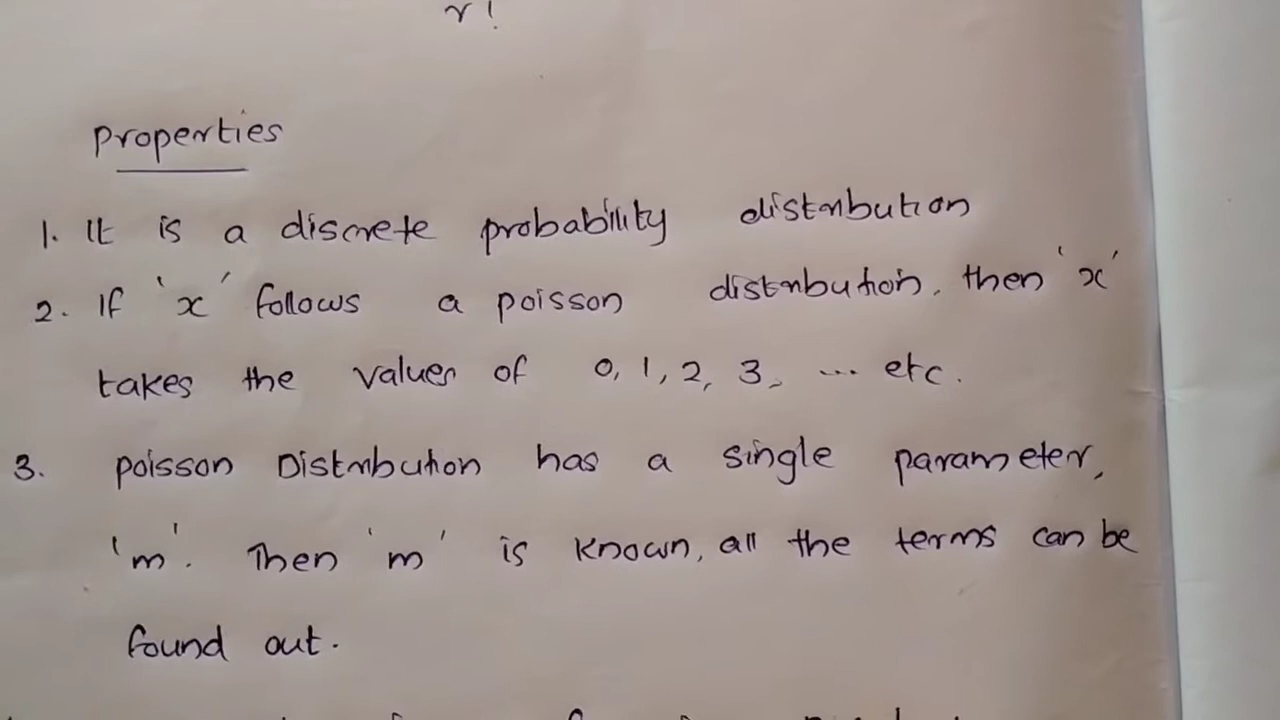 r!
Properties
1. It is a discrete probability distribution
2. If 'x' follows a poisson distribution, then 'x'
takes the values of 0, 1, 2, 3, ... etc.
3. poisson Distribution has a single parameter,
'm'. Then 'm' is known, all the terms can be
found out.